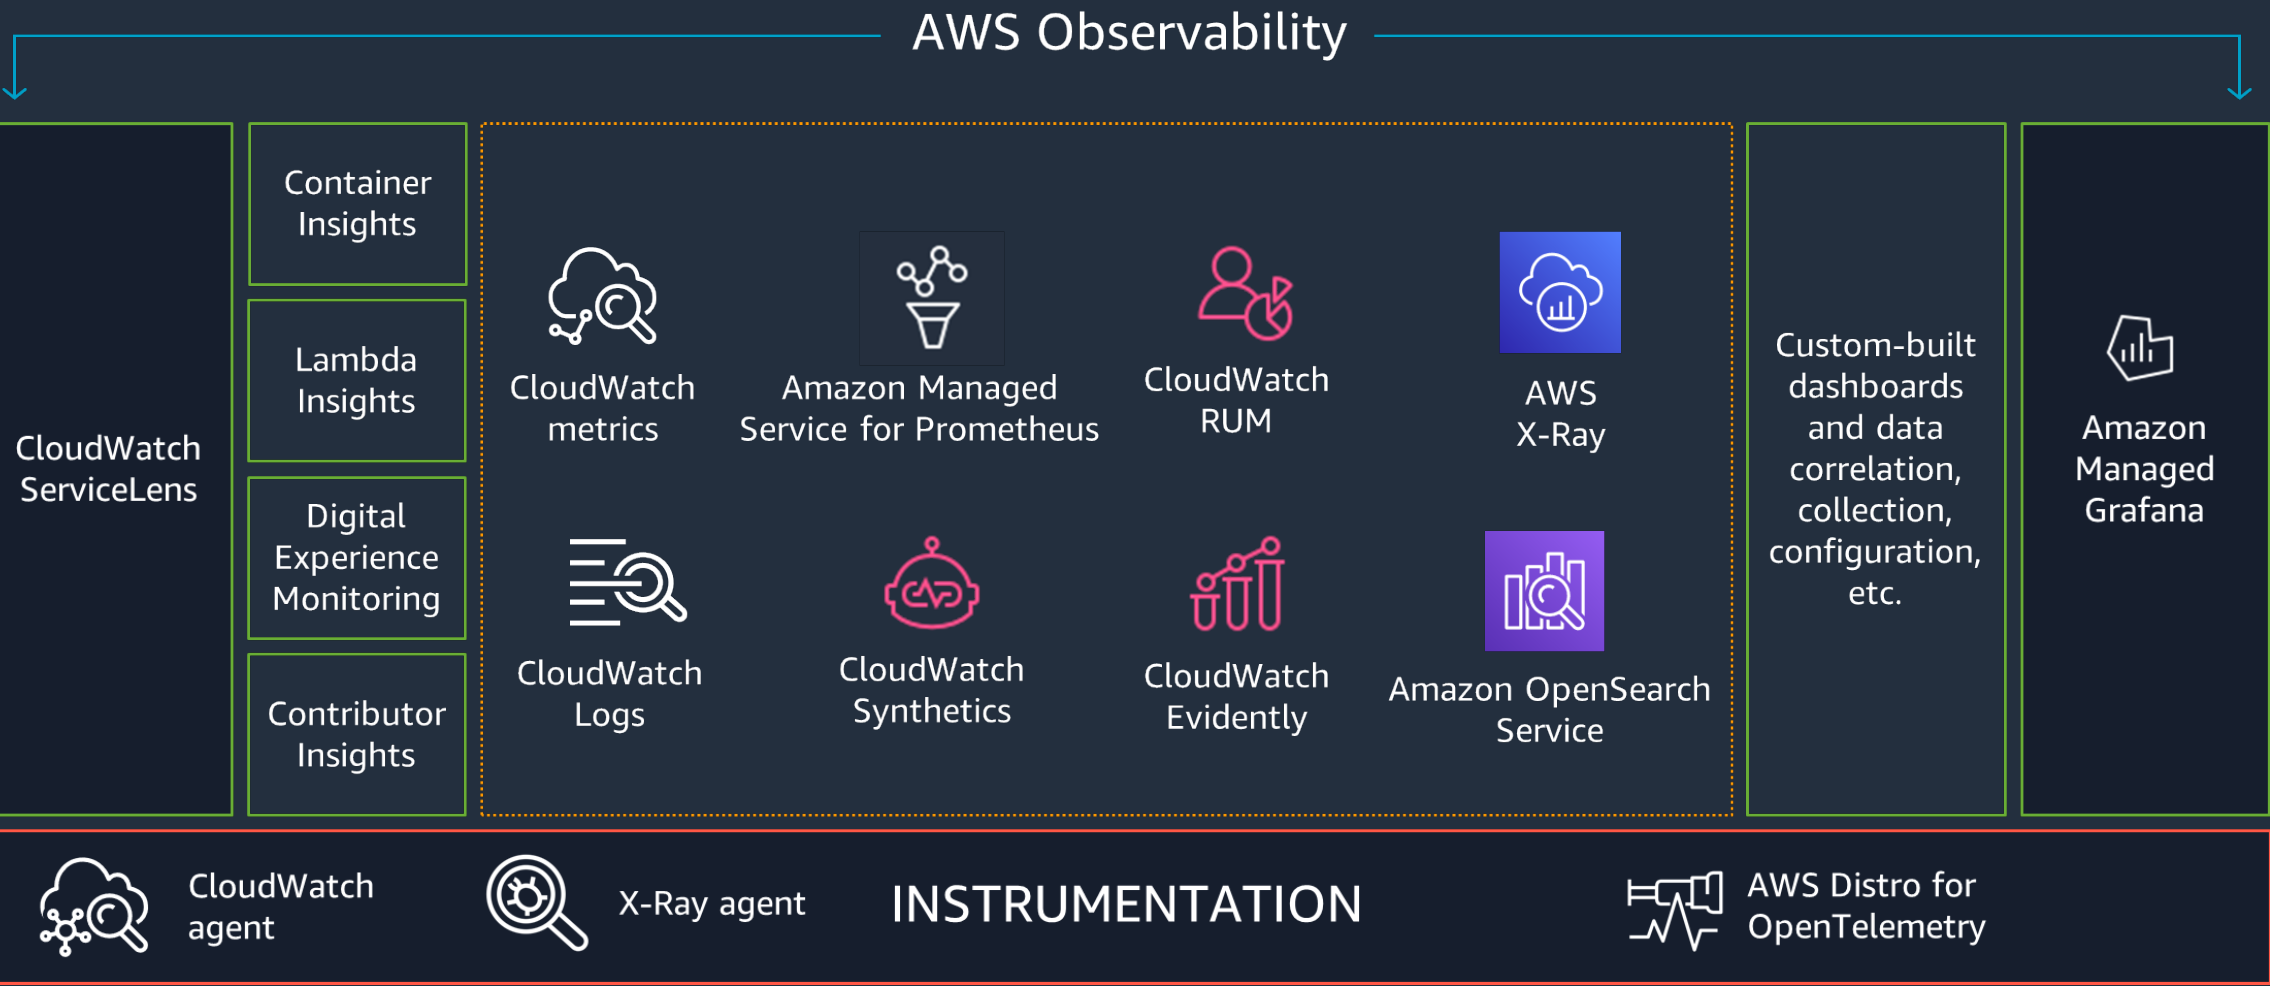 AWS Observability
CloudWatch
ServiceLens
Container
Insights
Lambda
Insights
Digital
Experience
Monitoring
Contributor
Insights
CloudWatch
metrics
Amazon Managed
Service for Prometheus
CloudWatch
RUM
AWS
X-Ray
CloudWatch
Logs
CloudWatch
Synthetics
CloudWatch
Evidently
Amazon OpenSearch
Service
Custom-built
dashboards
and data
correlation,
collection,
configuration,
etc.
Amazon
Managed
Grafana
CloudWatch
agent
X-Ray agent
INSTRUMENTATION
AWS Distro for
OpenTelemetry